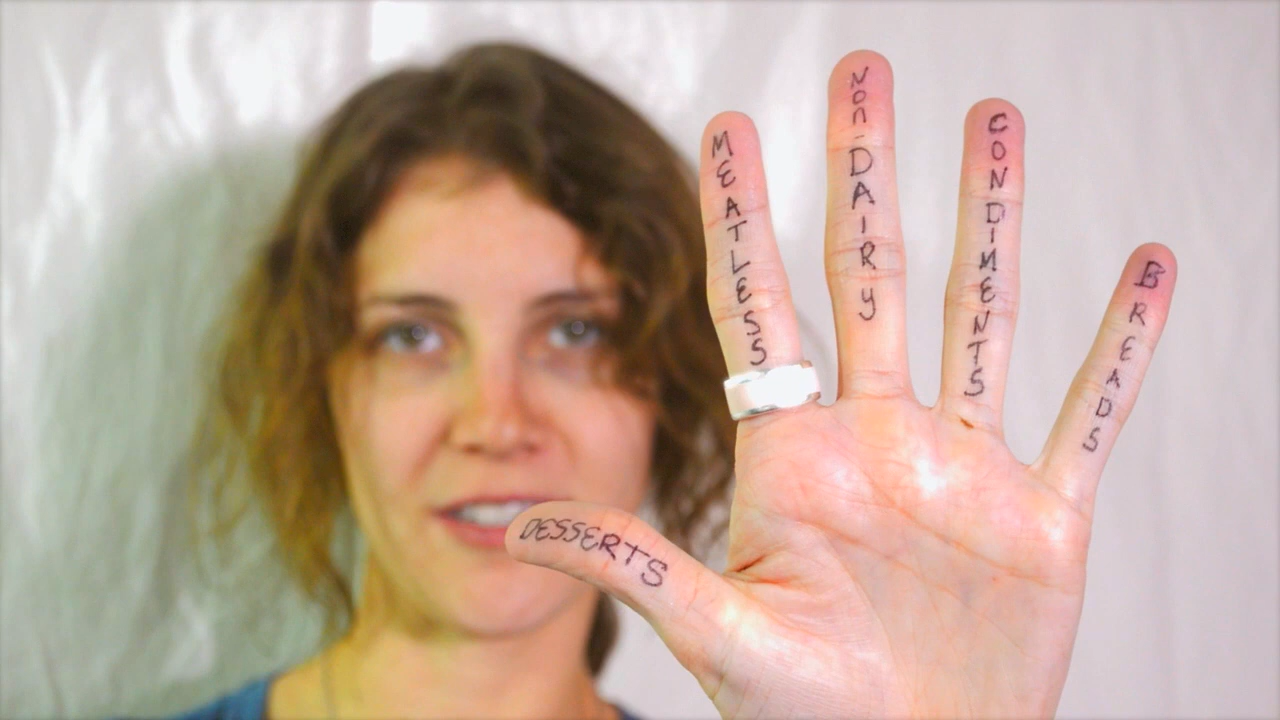 DESSERTS
MEATLESS
NON-DAIRY
CONDIMENTS
BREADS